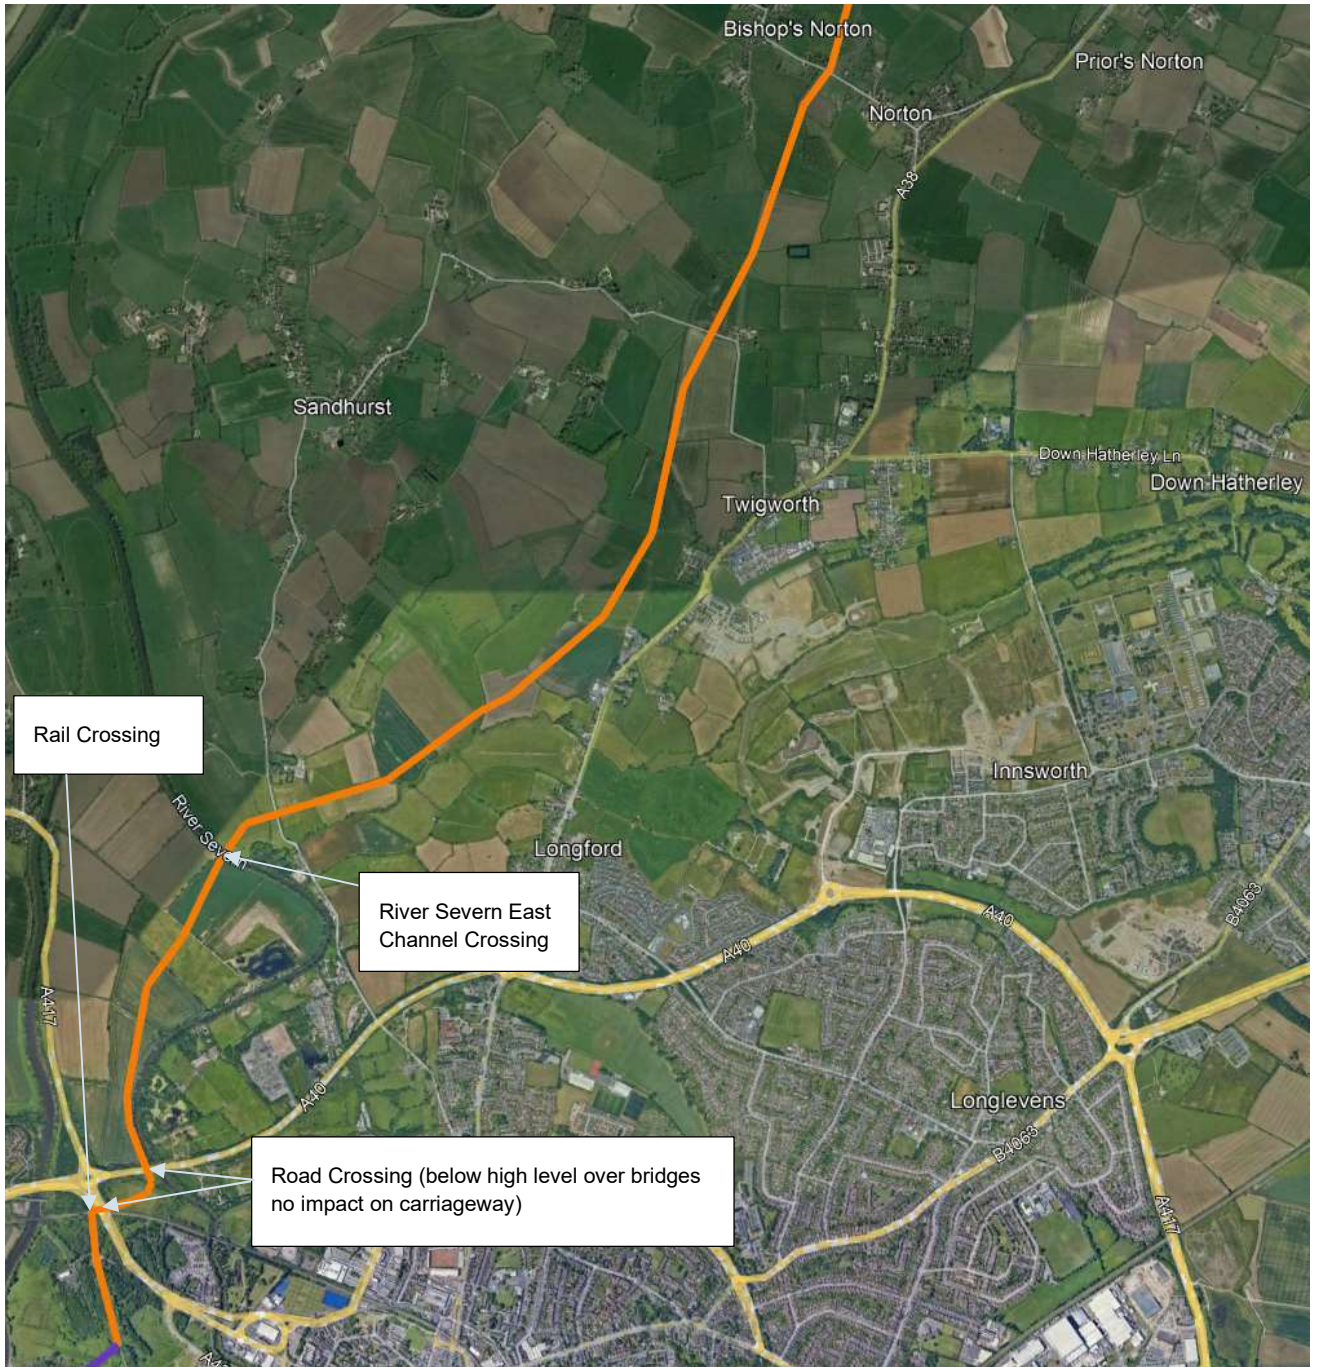 Bishop's Norton
Prior's Norton
Norton
A38
Sandhurst
Down Hatherley Ln
Down Hatherley
Twigworth
Rail Crossing
Innsworth
River Severn
Longford
River Severn East
Channel Crossing
A40
A40
B4063
A417
A40
Longlevens
B4063
Road Crossing (below high level over bridges
no impact on carriageway)
A417